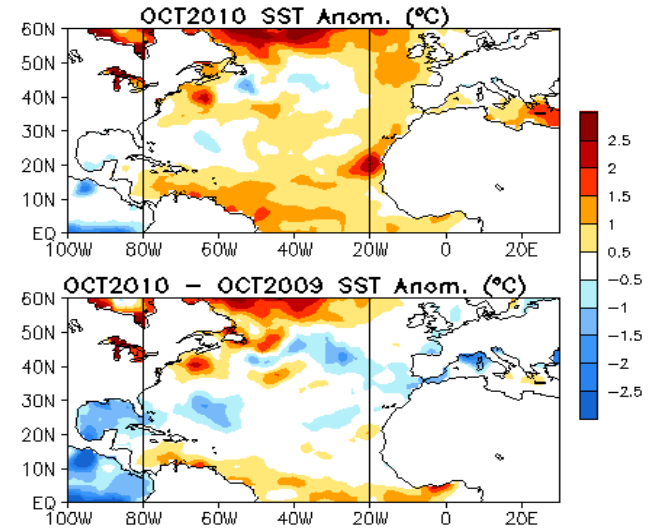 OCT2010 SST Anom. (ºC)
60N
50N
40N
30N
20N
10N
EQ
100W 80W 60W 40W 20W 0 20E
OCT2010 – OCT2009 SST Anom. (ºC)
60N
50N
40N
30N
20N
10N
EQ
100W 80W 60W 40W 20W 0 20E
2.5
2
1.5
1
0.5
−0.5
−1
−1.5
−2
−2.5